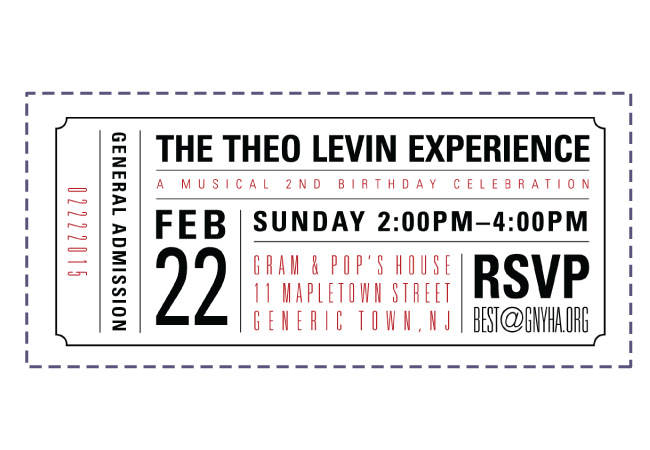 02222015
GENERAL ADMISSION
THE THEO LEVIN EXPERIENCE
A MUSICAL 2ND BIRTHDAY CELEBRATION
FEB
22
SUNDAY 2:00PM–4:00PM
GRAM & POP'S HOUSE
11 MAPLETOWN STREET
GENERIC TOWN, NJ
RSVP
BEST@GNYHA.ORG